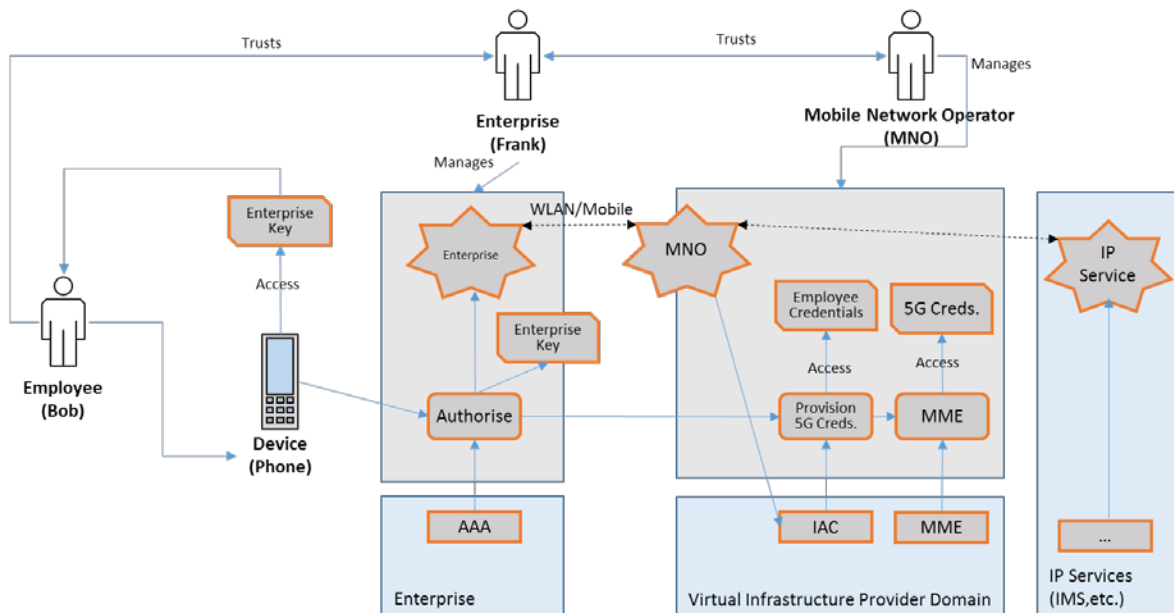 Trusts
Trusts
Manages
Enterprise
(Frank)
Mobile Network Operator
(MNO)
Manages
Enterprise
Key
WLAN/Mobile
Enterprise
MNO
IP
Service
Access
Employee
Credentials
5G Creds.
Enterprise
Key
Access
Access
Employee
(Bob)
Authorise
Provision
5G Creds.
MME
Device
(Phone)
AAA
IAC
MME
...
Enterprise
Virtual Infrastructure Provider Domain
IP Services
(IMS,etc.)